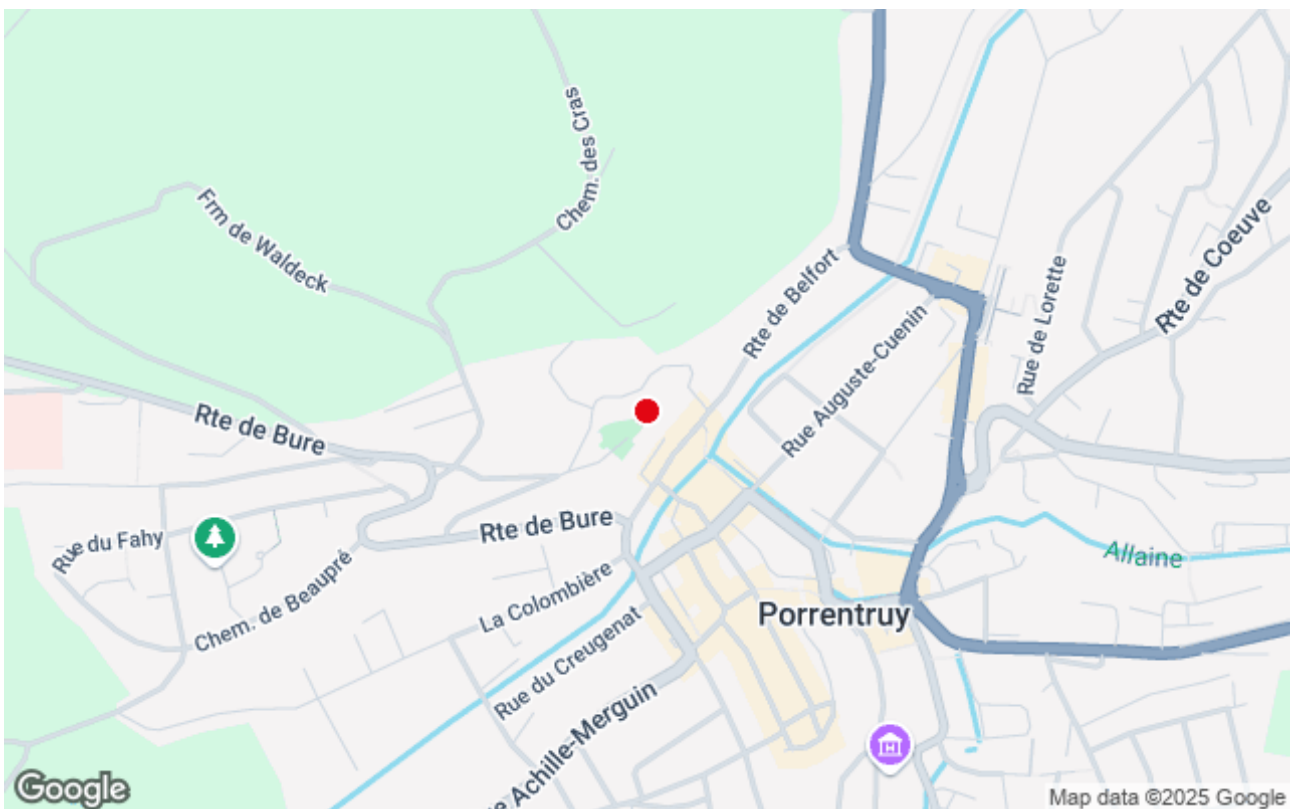 Chem. des Cras
Frm de Waldeck
Rte de Belfort
Rte de Coeuve
Rue de Lorette
Rue Auguste-Cuenin
Rte de Bure
Rte de Bure
Rue du Fahy
Allaine
Chem. de Beaupré
La Colombière
Porrentruy
Rue du Creugenat
Achille-Merguin
H
Google
Map data ©2025 Google